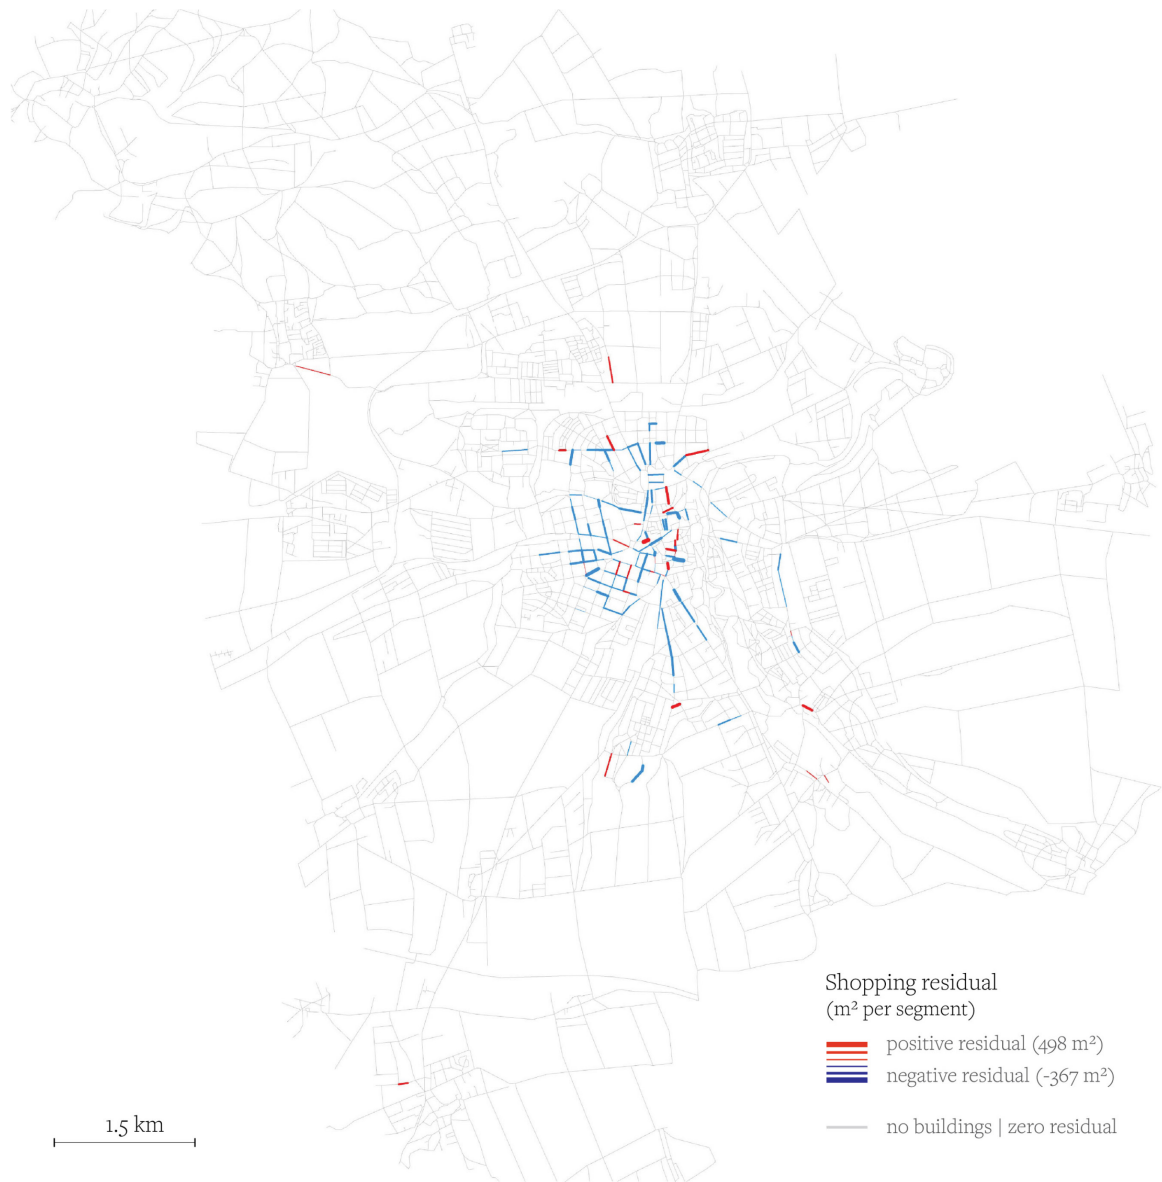 Shopping residual
(m² per segment)
positive residual (498 m²)
negative residual (-367 m²)
no buildings | zero residual
1.5 km